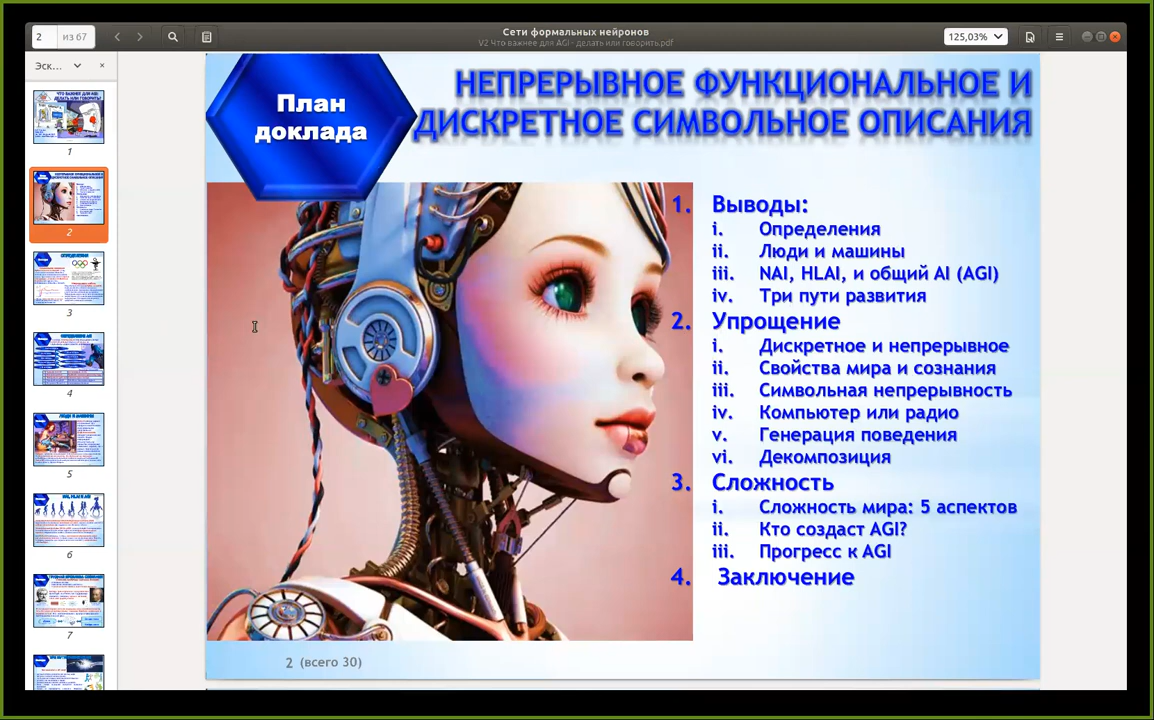 2
из 67
Сети формальных нейронов
V2 Что важнее для AGI - делать или говорить.pdf
125,03%
Эск...
1
2
3
4
5
6
7
План
доклада
НЕПРЕРЫВНОЕ ФУНКЦИОНАЛЬНОЕ И
ДИСКРЕТНОЕ СИМВОЛЬНОЕ ОПИСАНИЯ
1. Выводы:
i. Определения
ii. Люди и машины
iii. NAI, HLAI, и общий AI (AGI)
iv. Три пути развития
2. Упрощение
i. Дискретное и непрерывное
ii. Свойства мира и сознания
iii. Символьная непрерывность
iv. Компьютер или радио
v. Генерация поведения
vi. Декомпозиция
3. Сложность
i. Сложность мира: 5 аспектов
ii. Кто создаст AGI?
iii. Прогресс к AGI
4. Заключение
2 (всего 30)